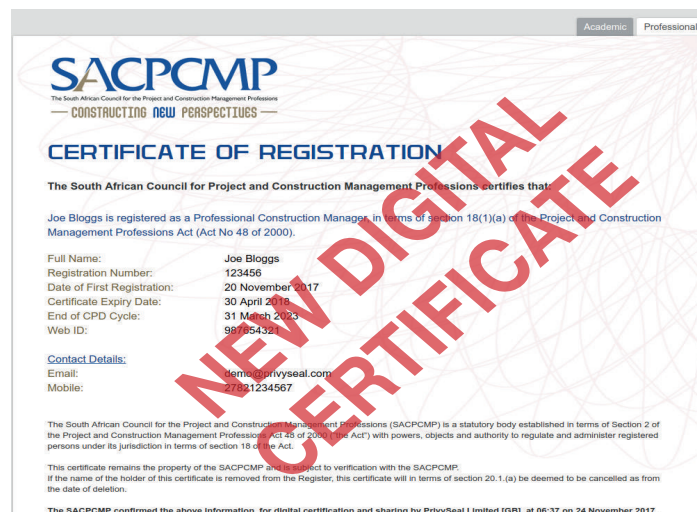 Academic Professional
SACPCMP
The South African Council for the Project and Construction Management Professions
CONSTRUCTING NEW PERSPECTIVES
CERTIFICATE OF REGISTRATION
The South African Council for Project and Construction Management Professions certifies that:
Joe Bloggs is registered as a Professional Construction Manager, in terms of section 18(1)(a) of the Project and Construction
Management Professions Act (Act No 48 of 2000).
Full Name: Joe Bloggs
Registration Number: 123456
Date of First Registration: 20 November 2017
Certificate Expiry Date: 30 April 2018
End of CPD Cycle: 31 March 2023
Web ID: 987654321
Contact Details:
Email: demo@privyseal.com
Mobile: 27821234567
NEW DIGITAL
CERTIFICATE
The South African Council for the Project and Construction Management Professions (SACPCMP) is a statutory body established in terms of Section 2 of
the Project and Construction Management Professions Act 48 of 2000 ("the Act") with powers, objects and authority to regulate and administer registered
persons under its jurisdiction in terms of section 18 of the Act.
This certificate remains the property of the SACPCMP and is subject to verification with the SACPCMP.
If the name of the holder of this certificate is removed from the Register, this certificate will in terms of section 20.1.(a) be deemed to be cancelled as from
the date of deletion.
The SACPCMP confirmed the above information, for digital certification and sharing by PrivySeal Limited [GB], at 06:37 on 24 November 2017